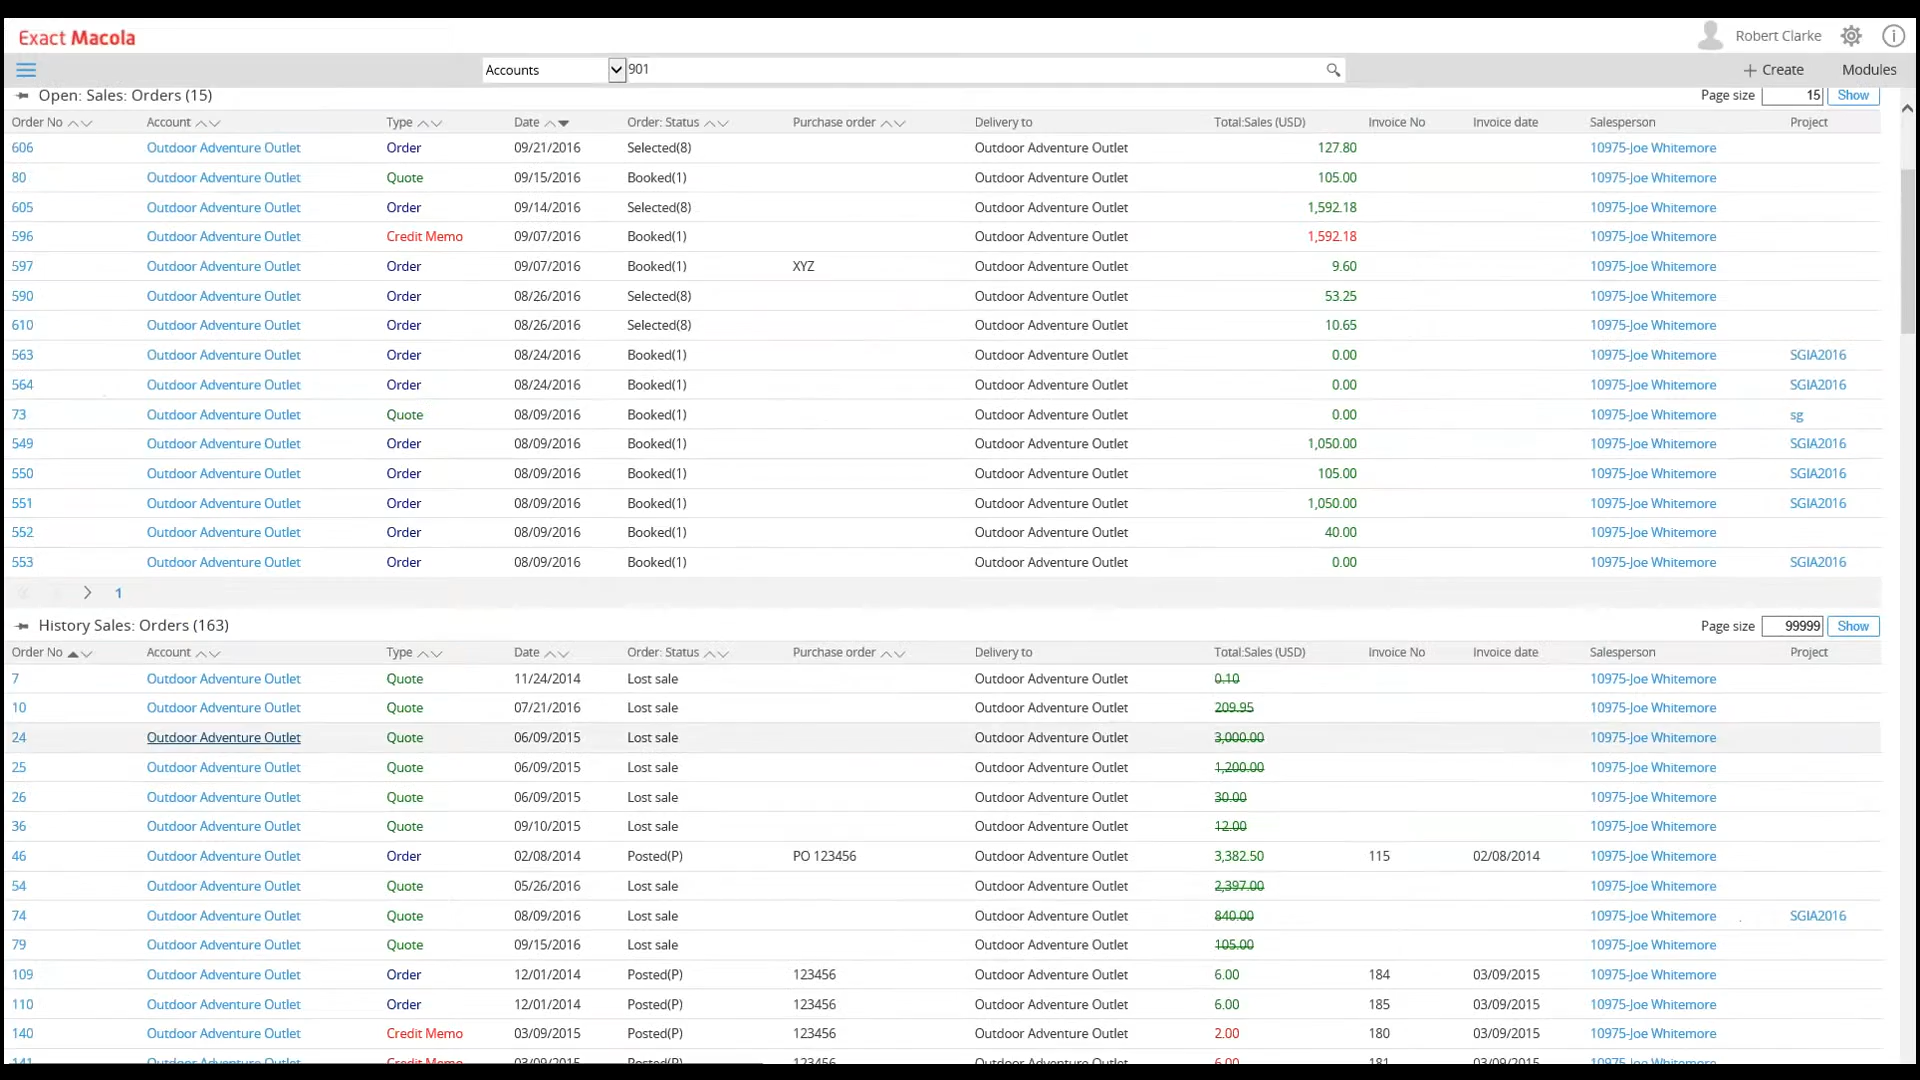 Exact Macola
Robert Clarke
Accounts 901
Create Modules
Open: Sales: Orders (15) Page size 15 Show
Order No Account Type Date Order: Status Purchase order Delivery to Total:Sales (USD) Invoice No Invoice date Salesperson Project
606 Outdoor Adventure Outlet Order 09/21/2016 Selected(8) Outdoor Adventure Outlet 127.80 10975-Joe Whitemore
80 Outdoor Adventure Outlet Quote 09/15/2016 Booked(1) Outdoor Adventure Outlet 105.00 10975-Joe Whitemore
605 Outdoor Adventure Outlet Order 09/14/2016 Selected(8) Outdoor Adventure Outlet 1,592.18 10975-Joe Whitemore
596 Outdoor Adventure Outlet Credit Memo 09/07/2016 Booked(1) Outdoor Adventure Outlet 1,592.18 10975-Joe Whitemore
597 Outdoor Adventure Outlet Order 09/07/2016 Booked(1) XYZ Outdoor Adventure Outlet 9.60 10975-Joe Whitemore
590 Outdoor Adventure Outlet Order 08/26/2016 Selected(8) Outdoor Adventure Outlet 53.25 10975-Joe Whitemore
610 Outdoor Adventure Outlet Order 08/26/2016 Selected(8) Outdoor Adventure Outlet 10.65 10975-Joe Whitemore
563 Outdoor Adventure Outlet Order 08/24/2016 Booked(1) Outdoor Adventure Outlet 0.00 10975-Joe Whitemore SGIA2016
564 Outdoor Adventure Outlet Order 08/24/2016 Booked(1) Outdoor Adventure Outlet 0.00 10975-Joe Whitemore SGIA2016
73 Outdoor Adventure Outlet Quote 08/09/2016 Booked(1) Outdoor Adventure Outlet 0.00 10975-Joe Whitemore sg
549 Outdoor Adventure Outlet Order 08/09/2016 Booked(1) Outdoor Adventure Outlet 1,050.00 10975-Joe Whitemore SGIA2016
550 Outdoor Adventure Outlet Order 08/09/2016 Booked(1) Outdoor Adventure Outlet 105.00 10975-Joe Whitemore SGIA2016
551 Outdoor Adventure Outlet Order 08/09/2016 Booked(1) Outdoor Adventure Outlet 1,050.00 10975-Joe Whitemore SGIA2016
552 Outdoor Adventure Outlet Order 08/09/2016 Booked(1) Outdoor Adventure Outlet 40.00 10975-Joe Whitemore
553 Outdoor Adventure Outlet Order 08/09/2016 Booked(1) Outdoor Adventure Outlet 0.00 10975-Joe Whitemore SGIA2016
1
History Sales: Orders (163) Page size 99999 Show
Order No Account Type Date Order: Status Purchase order Delivery to Total:Sales (USD) Invoice No Invoice date Salesperson Project
7 Outdoor Adventure Outlet Quote 11/24/2014 Lost sale Outdoor Adventure Outlet 0.10 10975-Joe Whitemore
10 Outdoor Adventure Outlet Quote 07/21/2016 Lost sale Outdoor Adventure Outlet 209.95 10975-Joe Whitemore
24 Outdoor Adventure Outlet Quote 06/09/2015 Lost sale Outdoor Adventure Outlet 3,000.00 10975-Joe Whitemore
25 Outdoor Adventure Outlet Quote 06/09/2015 Lost sale Outdoor Adventure Outlet 1,200.00 10975-Joe Whitemore
26 Outdoor Adventure Outlet Quote 06/09/2015 Lost sale Outdoor Adventure Outlet 30.00 10975-Joe Whitemore
36 Outdoor Adventure Outlet Quote 09/10/2015 Lost sale Outdoor Adventure Outlet 12.00 10975-Joe Whitemore
46 Outdoor Adventure Outlet Order 02/08/2014 Posted(P) PO 123456 Outdoor Adventure Outlet 3,382.50 115 02/08/2014 10975-Joe Whitemore
54 Outdoor Adventure Outlet Quote 05/26/2016 Lost sale Outdoor Adventure Outlet 2,397.00 10975-Joe Whitemore
74 Outdoor Adventure Outlet Quote 08/09/2016 Lost sale Outdoor Adventure Outlet 840.00 10975-Joe Whitemore SGIA2016
79 Outdoor Adventure Outlet Quote 09/15/2016 Lost sale Outdoor Adventure Outlet 105.00 10975-Joe Whitemore
109 Outdoor Adventure Outlet Order 12/01/2014 Posted(P) 123456 Outdoor Adventure Outlet 6.00 184 03/09/2015 10975-Joe Whitemore
110 Outdoor Adventure Outlet Order 12/01/2014 Posted(P) 123456 Outdoor Adventure Outlet 6.00 185 03/09/2015 10975-Joe Whitemore
140 Outdoor Adventure Outlet Credit Memo 03/09/2015 Posted(P) 123456 Outdoor Adventure Outlet 2.00 180 03/09/2015 10975-Joe Whitemore
141 Outdoor Adventure Outlet Credit Memo 03/09/2015 Posted(P) 123456 Outdoor Adventure Outlet 6.00 181 03/09/2015 10975-Joe Whitemore